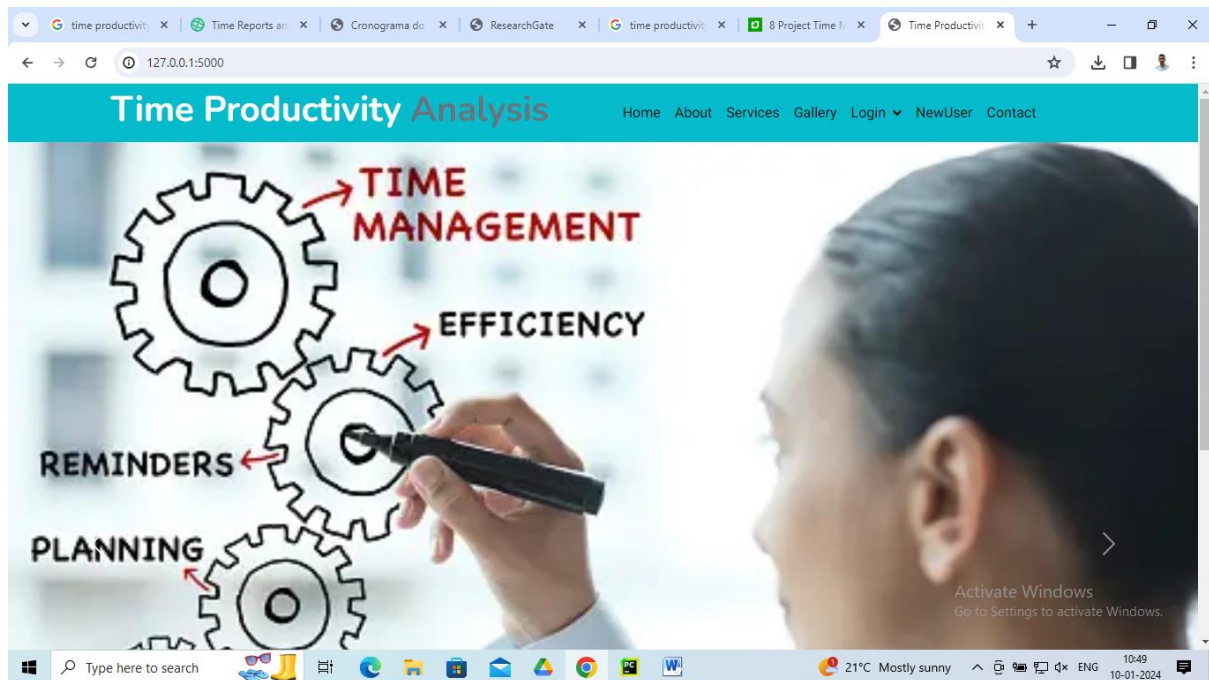 time productivity
Time Reports an
Cronograma do
ResearchGate
time productivit
8 Project Time
Time Productivit
127.0.0.1:5000
Time Productivity Analysis
Home About Services Gallery Login NewUser Contact
TIME
MANAGEMENT
EFFICIENCY
REMINDERS
PLANNING
Activate Windows
Go to Settings to activate Windows.
Type here to search
21°C Mostly sunny
ENG
10:49
10-01-2024